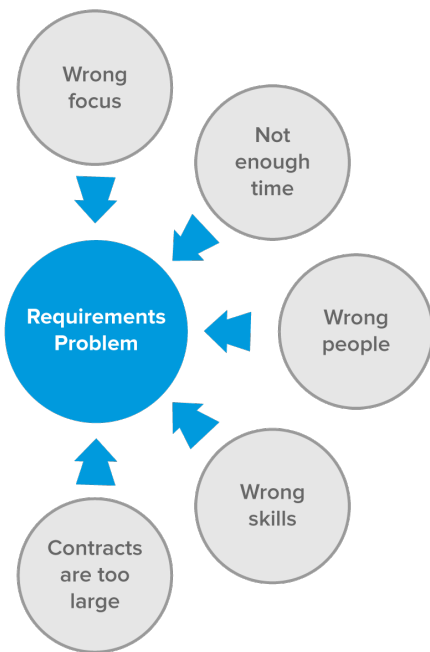 Wrong
focus
Not
enough
time
Requirements
Problem
Wrong
people
Wrong
skills
Contracts
are too
large